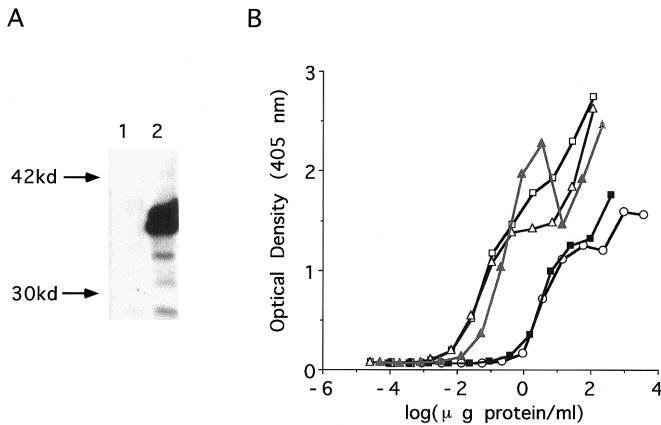 A
B
1 2
42kd
30kd
Optical Density (405 nm)
3
2
1
0
-6 -4 -2 0 2 4
log(μ g protein/ml)